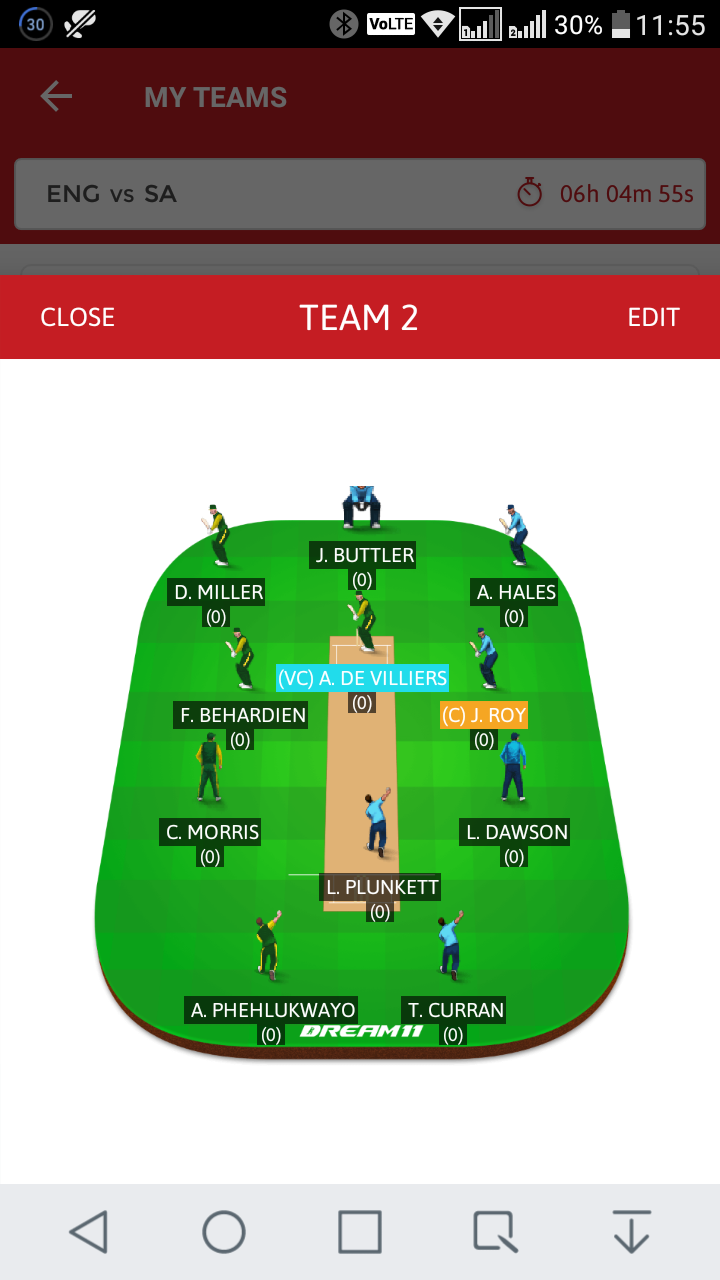 30 VoLTE 1 2 30% 11:55
MY TEAMS
ENG vs SA 06h 04m 55s
CLOSE TEAM 2 EDIT
J. BUTTLER
(0)
D. MILLER A. HALES
(0) (0)
(VC) A. DE VILLIERS
(0)
F. BEHARDIEN (C) J. ROY
(0) (0)
C. MORRIS L. DAWSON
(0) (0)
L. PLUNKETT
(0)
A. PHEHLUKWAYO T. CURRAN
(0) DREAM11 (0)